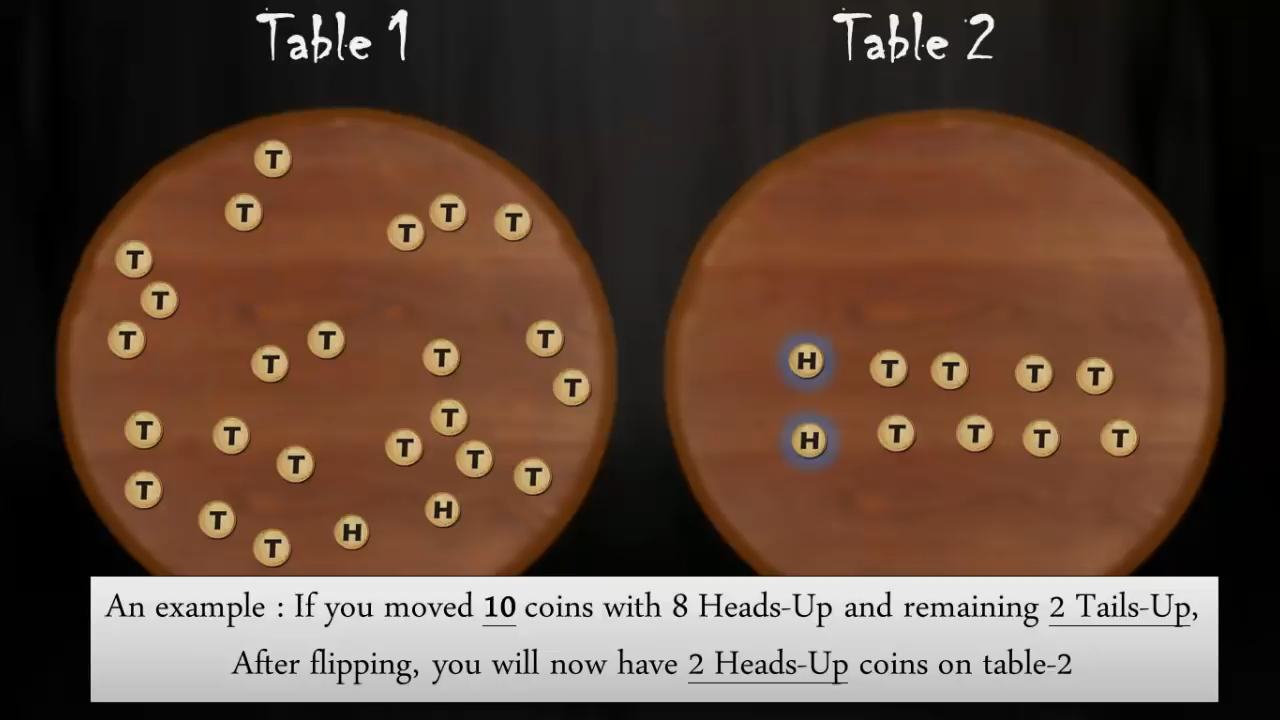 Table 1 Table 2
T
T T T T
T
T
T T T T T H T T T T
T T
T T T T T H T T T T
T T T
T T
T H H
T
An example : If you moved 10 coins with 8 Heads-Up and remaining 2 Tails-Up,
After flipping, you will now have 2 Heads-Up coins on table-2